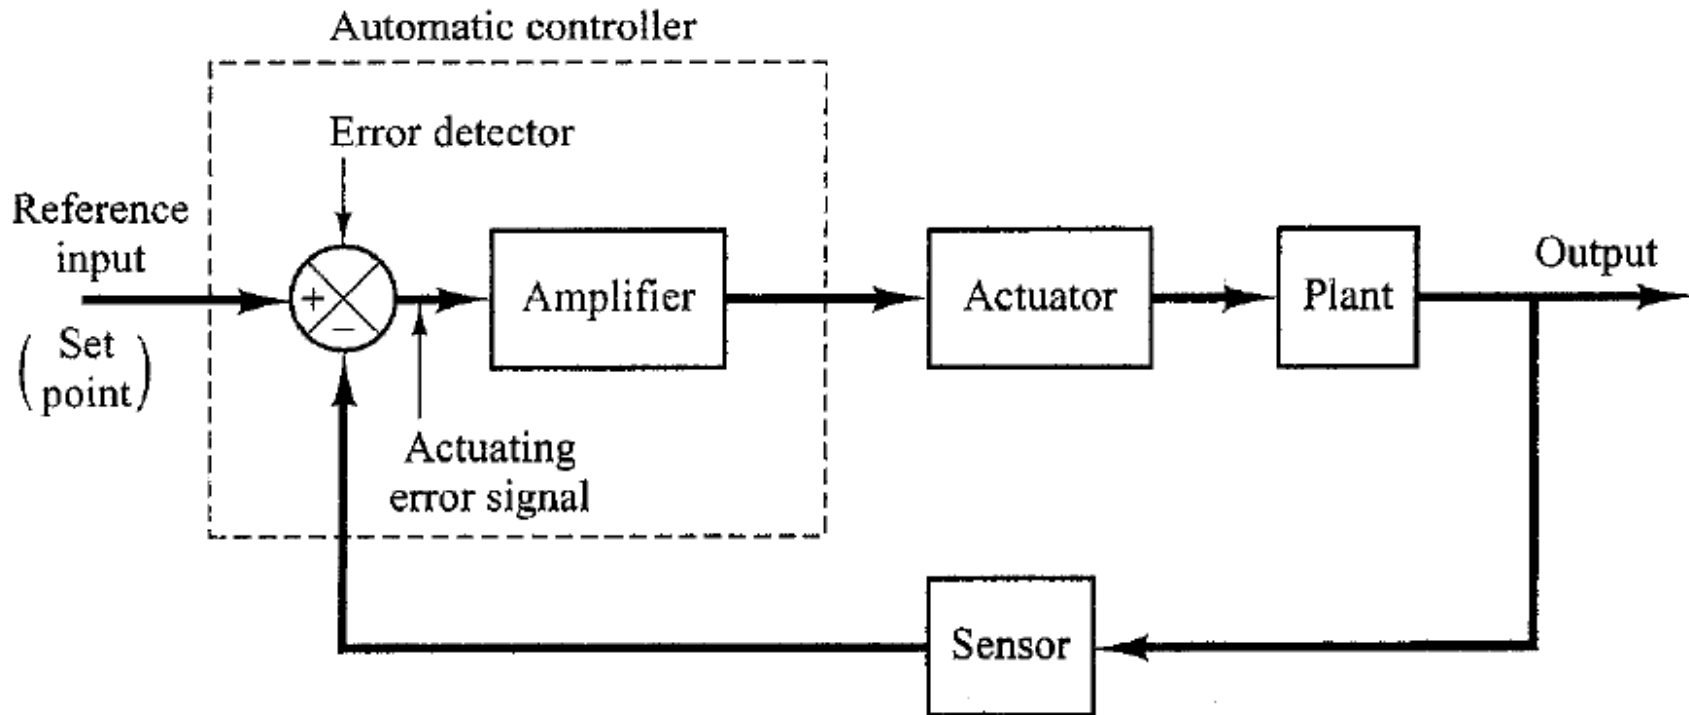 Automatic controller
Error detector
Reference
input
(Set
point)
+
−
Amplifier
Actuator
Plant
Output
Actuating
error signal
Sensor